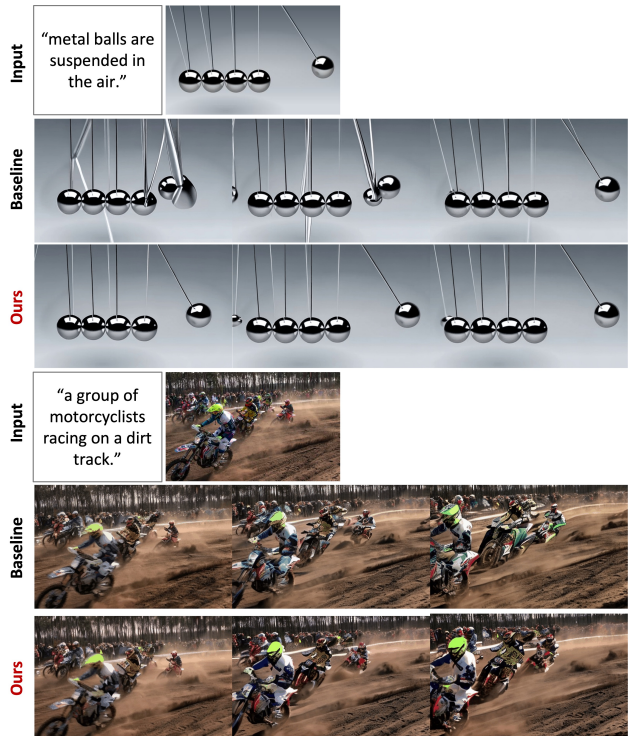 Input
“metal balls are
suspended in
the air.”
Baseline
Ours
Input
“a group of
motorcyclists
racing on a dirt
track.”
Baseline
Ours